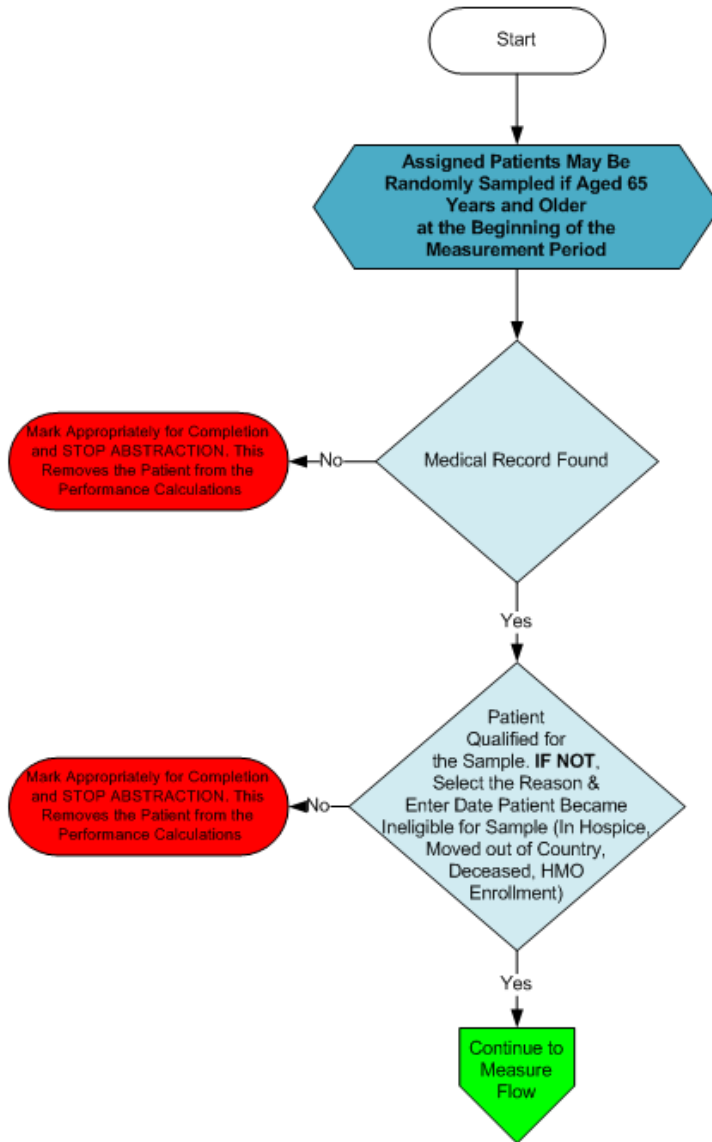 Start
Assigned Patients May Be
Randomly Sampled if Aged 65
Years and Older
at the Beginning of the
Measurement Period
Medical Record Found
No
Mark Appropriately for Completion
and STOP ABSTRACTION. This
Removes the Patient from the
Performance Calculations
Yes
Patient
Qualified for
the Sample. IF NOT,
Select the Reason &
Enter Date Patient Became
Ineligible for Sample (In Hospice,
Moved out of Country,
Deceased, HMO
Enrollment)
No
Mark Appropriately for Completion
and STOP ABSTRACTION. This
Removes the Patient from the
Performance Calculations
Yes
Continue to
Measure
Flow